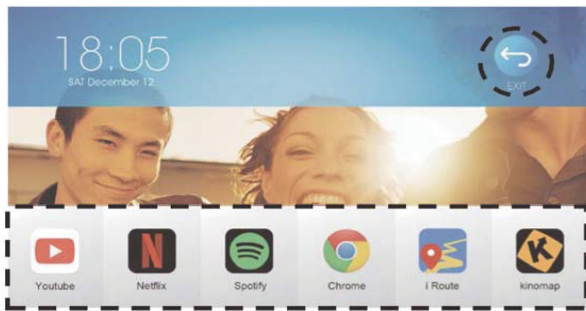 18:05
SAT December 12
EXIT
Youtube
Netflix
Spotify
Chrome
i Route
kinomap